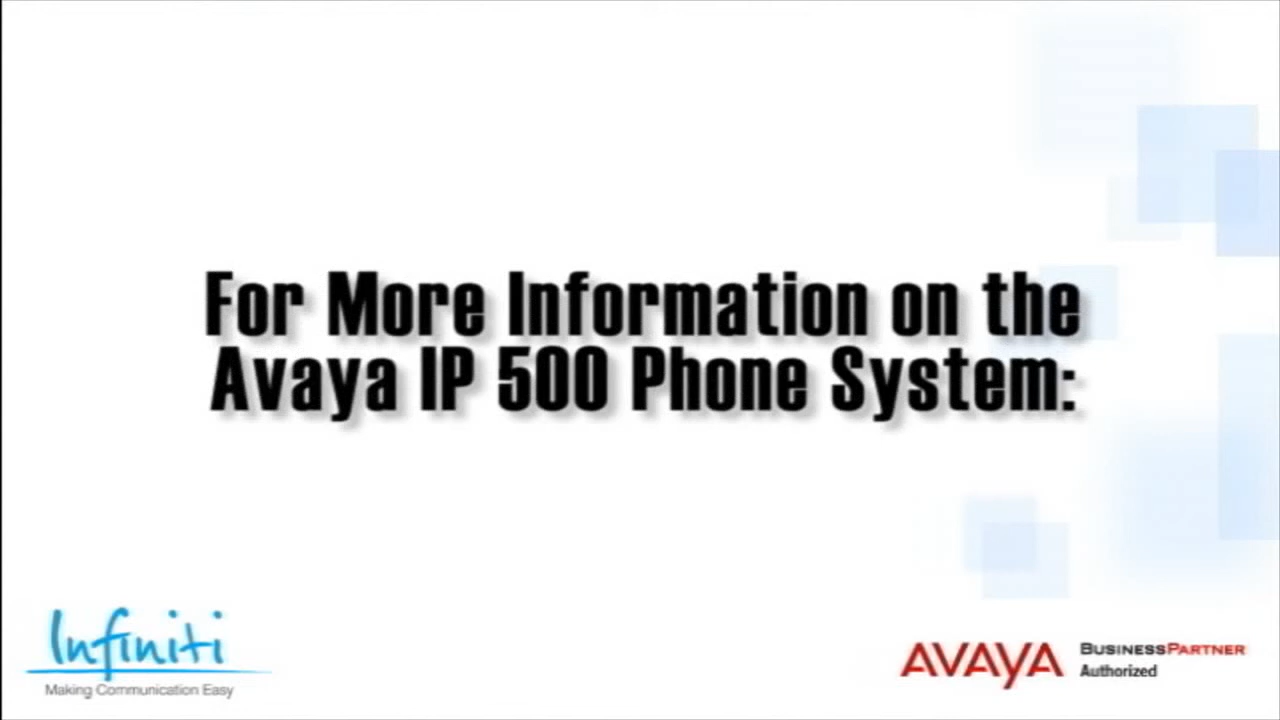 For More Information on the
Avaya IP 500 Phone System:
Infiniti
Making Communication Easy
AVAYA
BUSINESSPARTNER
Authorized